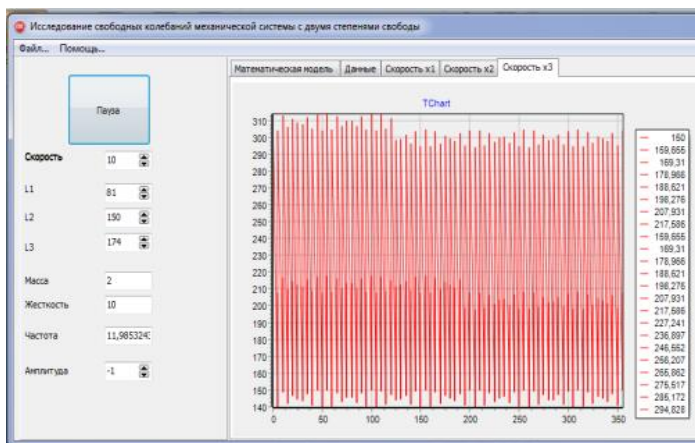 Исследование свободных колебаний механической системы с двумя степенями свободы
Файл... Помощь...
Пауза
Скорость 10
L1 81
L2 150
L3 174
Масса 2
Жесткость 10
Частота 11,9853243
Амплитуда -1
Математическая модель Данные Скорость x1 Скорость x2 Скорость x3
TChart
310
300
290
280
270
260
250
240
230
220
210
200
190
180
170
160
150
140
0 50 100 150 200 250 300 350
150
159,655
169,31
178,966
188,621
198,276
207,931
217,586
159,655
169,31
178,966
188,621
198,276
207,931
217,586
227,241
236,897
246,552
256,207
265,862
275,517
285,172
294,828